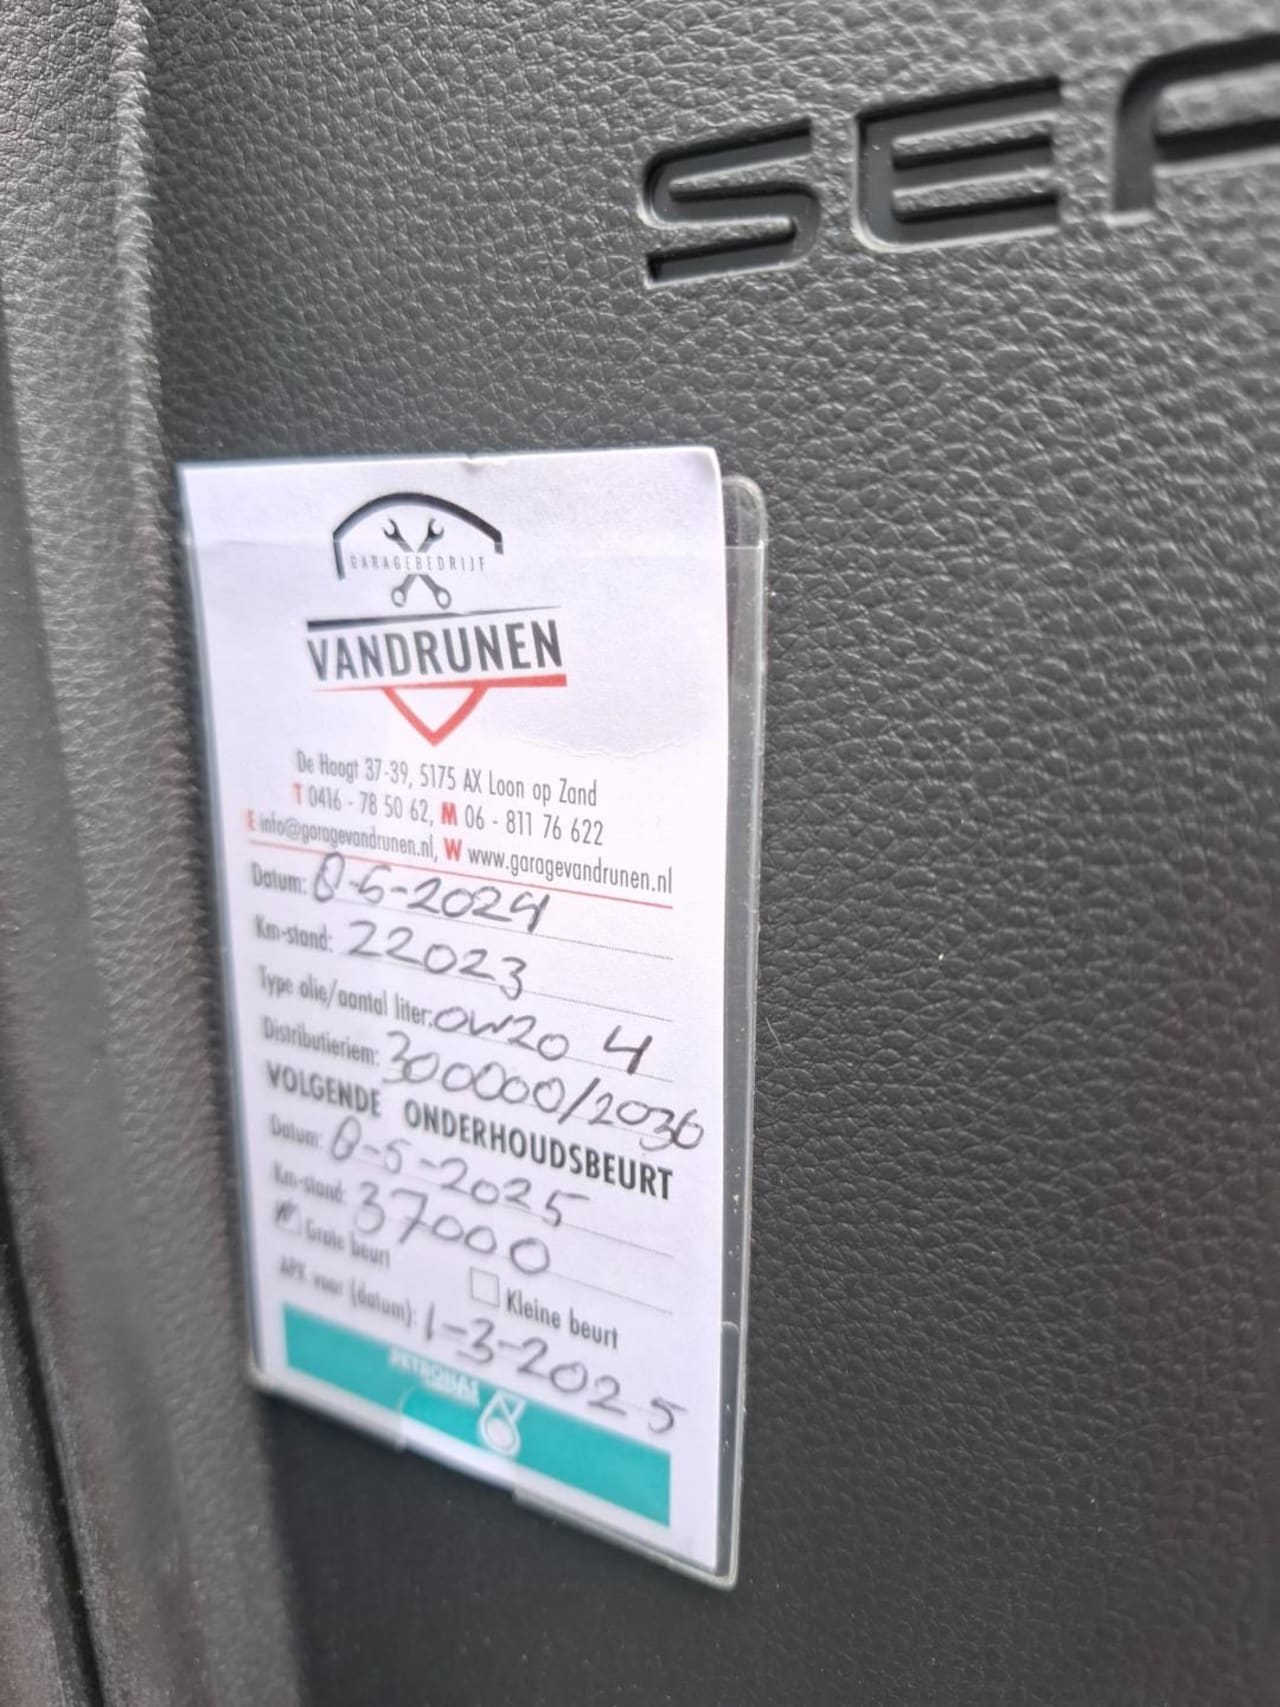 SEA
GARAGEBEDRIJF
VANDRUNEN
De Hoogt 37-39, 5175 AX Loon op Zand
T 0416 - 78 50 62, M 06 - 811 76 622
E info@garagevandrunen.nl, W www.garagevandrunen.nl
Datum: 8-5-2024
Km-stand: 22023
Type olie/aantal liter: 0W20 4
Distributieriem: 300000/2036
VOLGENDE ONDERHOUDSBEURT
Datum: 8-5-2025
Km-stand: 37000
Grote beurt Kleine beurt
APK voor (datum): 1-3-2025
PETRONAS